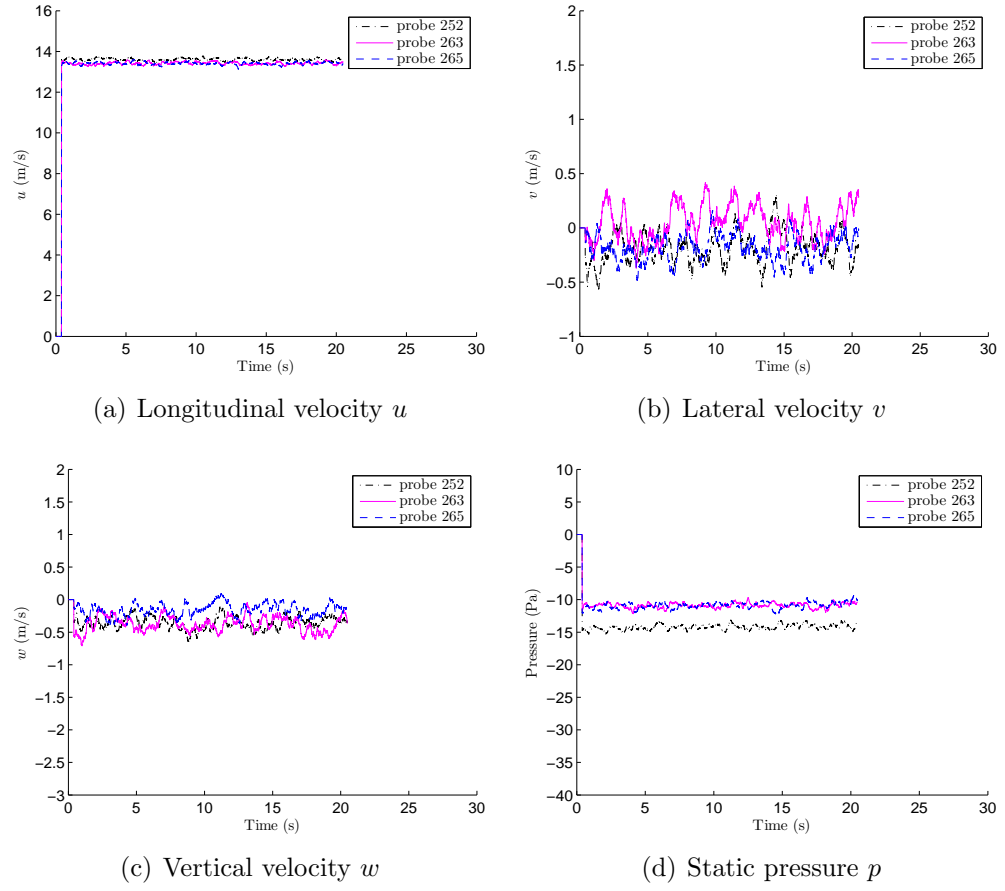 16
14
12
10
8
6
4
2
0
u (m/s)
0 5 10 15 20 25 30
Time (s)
probe 252
probe 263
probe 265
(a) Longitudinal velocity u
2
1.5
1
0.5
0
−0.5
−1
v (m/s)
0 5 10 15 20 25 30
Time (s)
probe 252
probe 263
probe 265
(b) Lateral velocity v
2
1.5
1
0.5
0
−0.5
−1
−1.5
−2
−2.5
−3
w (m/s)
0 5 10 15 20 25 30
Time (s)
probe 252
probe 263
probe 265
(c) Vertical velocity w
10
5
0
−5
−10
−15
−20
−25
−30
−35
−40
Pressure (Pa)
0 5 10 15 20 25 30
Time (s)
probe 252
probe 263
probe 265
(d) Static pressure p